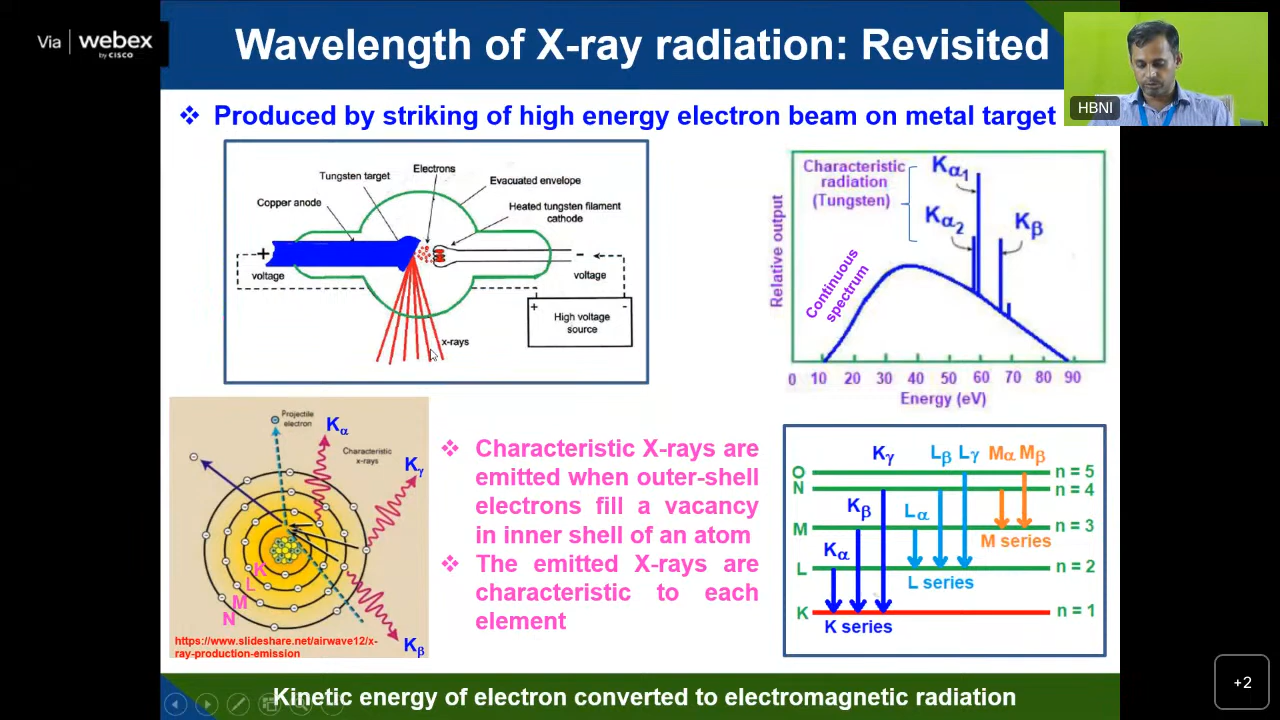 Via | webex
by CISCO
Wavelength of X-ray radiation: Revisited
HBNI
❖ Produced by striking of high energy electron beam on metal target
Electrons
Tungsten target
Evacuated envelope
Copper anode
Heated tungsten filament
cathode
+
-
voltage
voltage
+ -
High voltage
source
x-rays
Characteristic
radiation
(Tungsten)
Kα1
Kα2
Kβ
Relative output
Continuous
spectrum
0 10 20 30 40 50 60 70 80 90
Energy (eV)
Projectile
electron
Kα
Characteristic
x-rays
Kγ
K
L
M
N
Kβ
https://www.slideshare.net/airwave12/x-
ray-production-emission
❖ Characteristic X-rays are
emitted when outer-shell
electrons fill a vacancy
in inner shell of an atom
❖ The emitted X-rays are
characteristic to each
element
Kγ Lβ Lγ Mα Mβ
O n = 5
N n = 4
Kβ Lα
M n = 3
M series
Kα
L n = 2
L series
K n = 1
K series
Kinetic energy of electron converted to electromagnetic radiation
+2